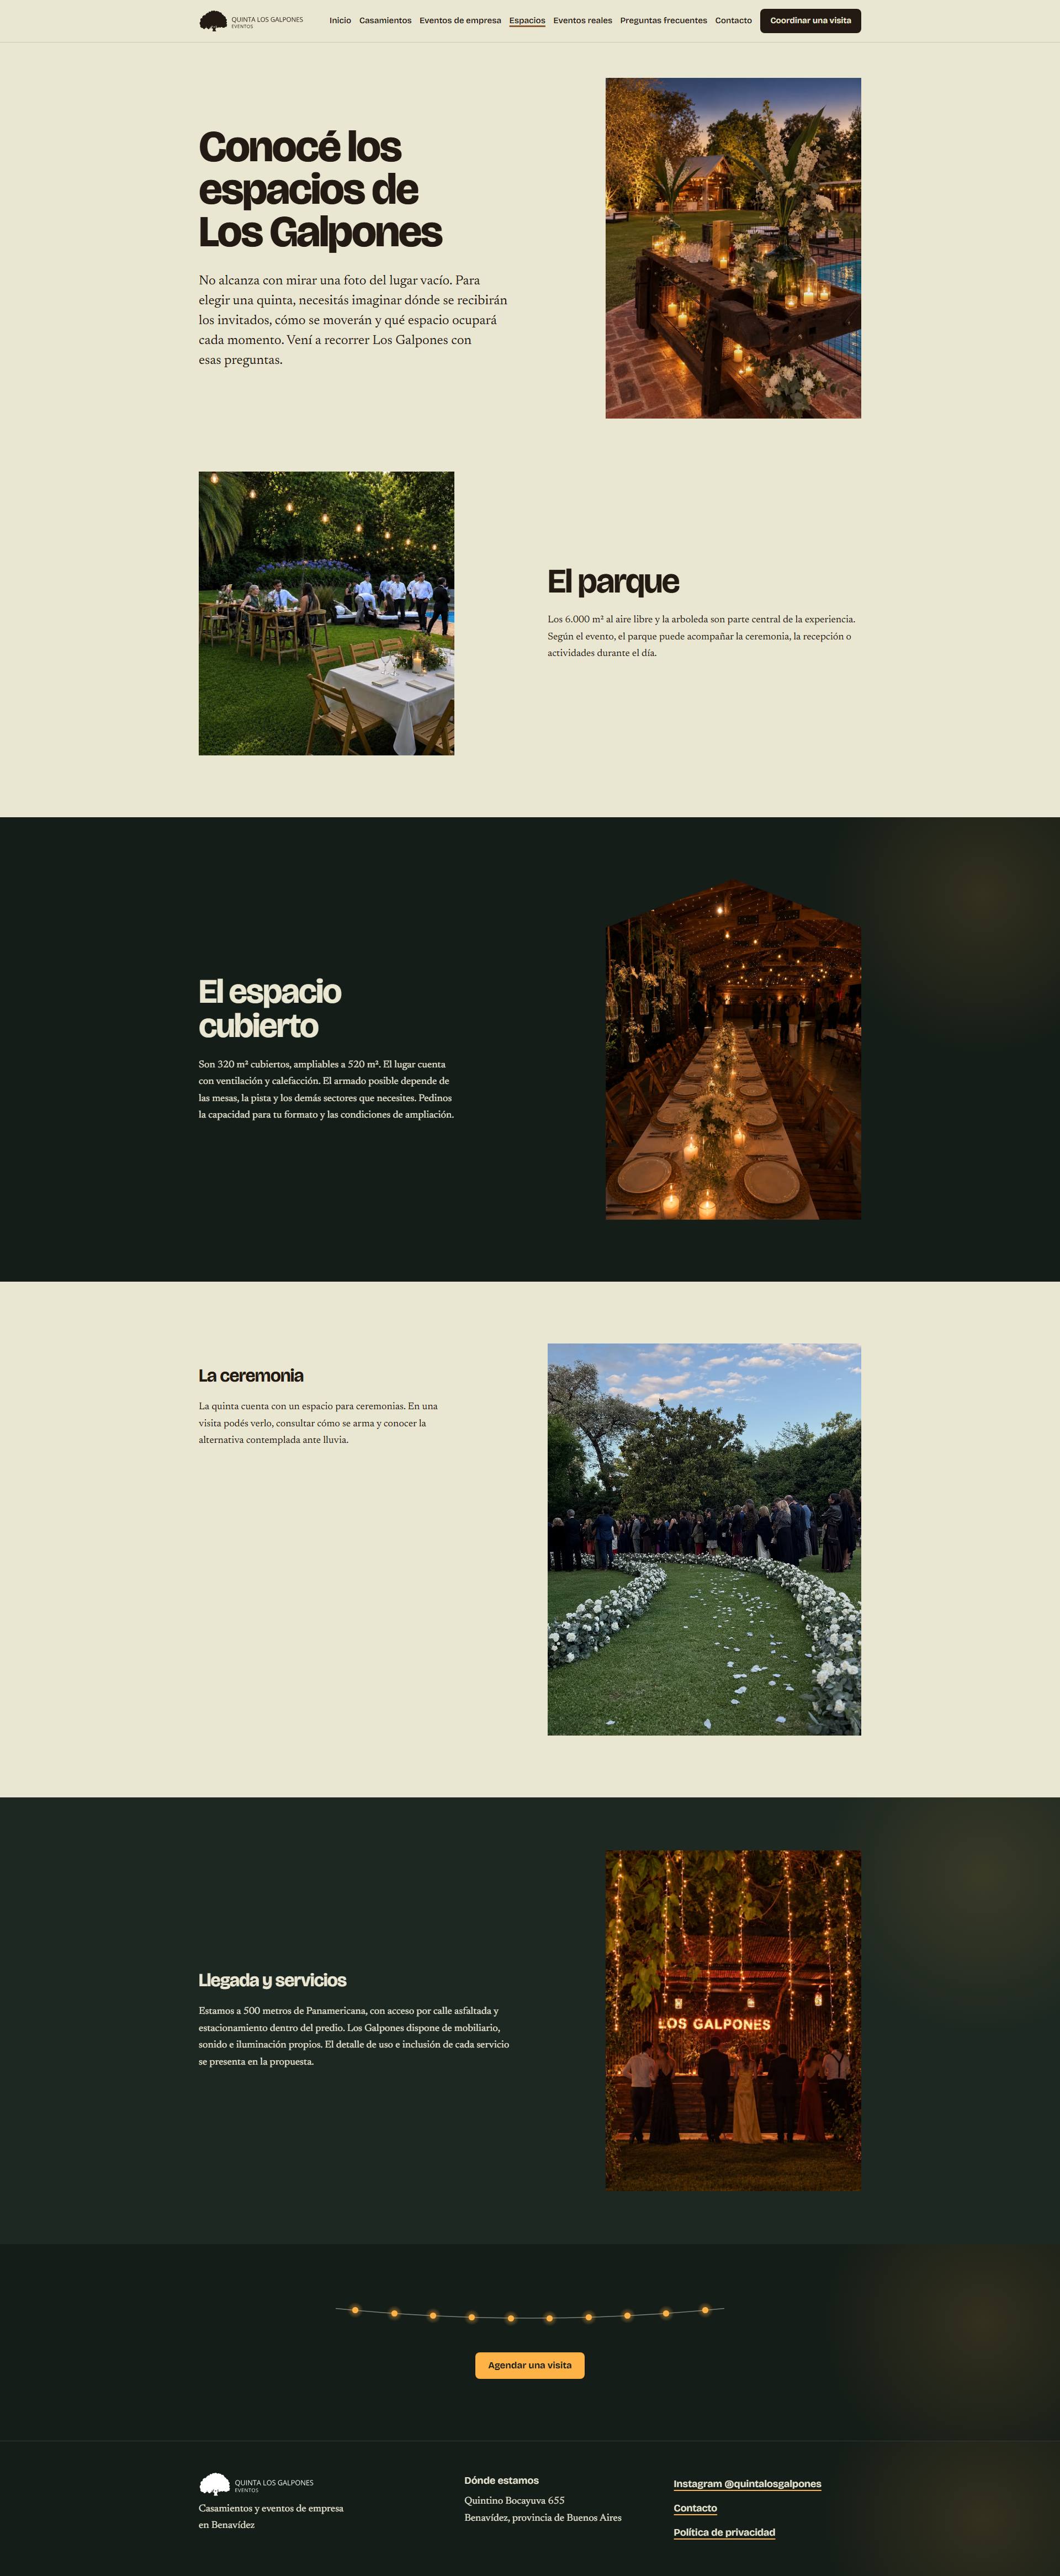 QUINTA LOS GALPONES
EVENTOS
Inicio
Casamientos
Eventos de empresa
Espacios
Eventos reales
Preguntas frecuentes
Contacto
Coordinar una visita
Conocé los
espacios de
Los Galpones
No alcanza con mirar una foto del lugar vacío. Para
elegir una quinta, necesitás imaginar dónde se recibirán
los invitados, cómo se moverán y qué espacio ocupará
cada momento. Vení a recorrer Los Galpones con
esas preguntas.
El parque
Los 6.000 m² al aire libre y la arboleda son parte central de la experiencia.
Según el evento, el parque puede acompañar la ceremonia, la recepción o
actividades durante el día.
El espacio
cubierto
Son 320 m² cubiertos, ampliables a 520 m². El lugar cuenta
con ventilación y calefacción. El armado posible depende de
las mesas, la pista y los demás sectores que necesites. Pedinos
la capacidad para tu formato y las condiciones de ampliación.
La ceremonia
La quinta cuenta con un espacio para ceremonias. En una
visita podés verlo, consultar cómo se arma y conocer la
alternativa contemplada ante lluvia.
Llegada y servicios
Estamos a 500 metros de Panamericana, con acceso por calle asfaltada y
estacionamiento dentro del predio. Los Galpones dispone de mobiliario,
sonido e iluminación propios. El detalle de uso e inclusión de cada servicio
se presenta en la propuesta.
LOS GALPONES
Agendar una visita
QUINTA LOS GALPONES
EVENTOS
Casamientos y eventos de empresa
en Benavídez
Dónde estamos
Quintino Bocayuva 655
Benavídez, provincia de Buenos Aires
Instagram @quintalosgalpones
Contacto
Política de privacidad